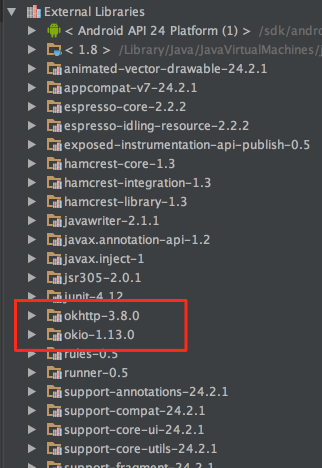 External Libraries
< Android API 24 Platform (1) > /sdk/andro
< 1.8 > /Library/Java/JavaVirtualMachines/j
animated-vector-drawable-24.2.1
appcompat-v7-24.2.1
espresso-core-2.2.2
espresso-idling-resource-2.2.2
exposed-instrumentation-api-publish-0.5
hamcrest-core-1.3
hamcrest-integration-1.3
hamcrest-library-1.3
javawriter-2.1.1
javax.annotation-api-1.2
javax.inject-1
jsr305-2.0.1
junit-4.12
okhttp-3.8.0
okio-1.13.0
rules-0.5
runner-0.5
support-annotations-24.2.1
support-compat-24.2.1
support-core-ui-24.2.1
support-core-utils-24.2.1
support-fragment-24.2.1